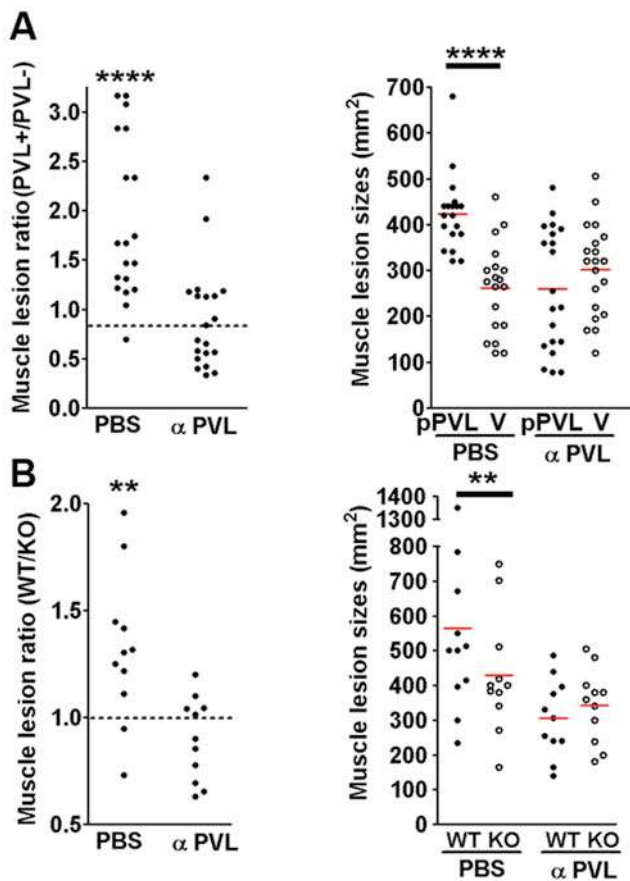 A
Muscle lesion ratio(PVL+/PVL-)
3.0
2.5
2.0
1.5
1.0
0.5
0.0
****
PBS
α PVL
Muscle lesion sizes (mm²)
700
600
500
400
300
200
100
0
****
pPVL V pPVL V
PBS
α PVL
B
Muscle lesion ratio (WT/KO)
2.0
1.5
1.0
0.5
**
PBS
α PVL
Muscle lesion sizes (mm²)
1400
1300
800
700
600
500
400
300
200
100
0
**
WT KO WT KO
PBS
α PVL